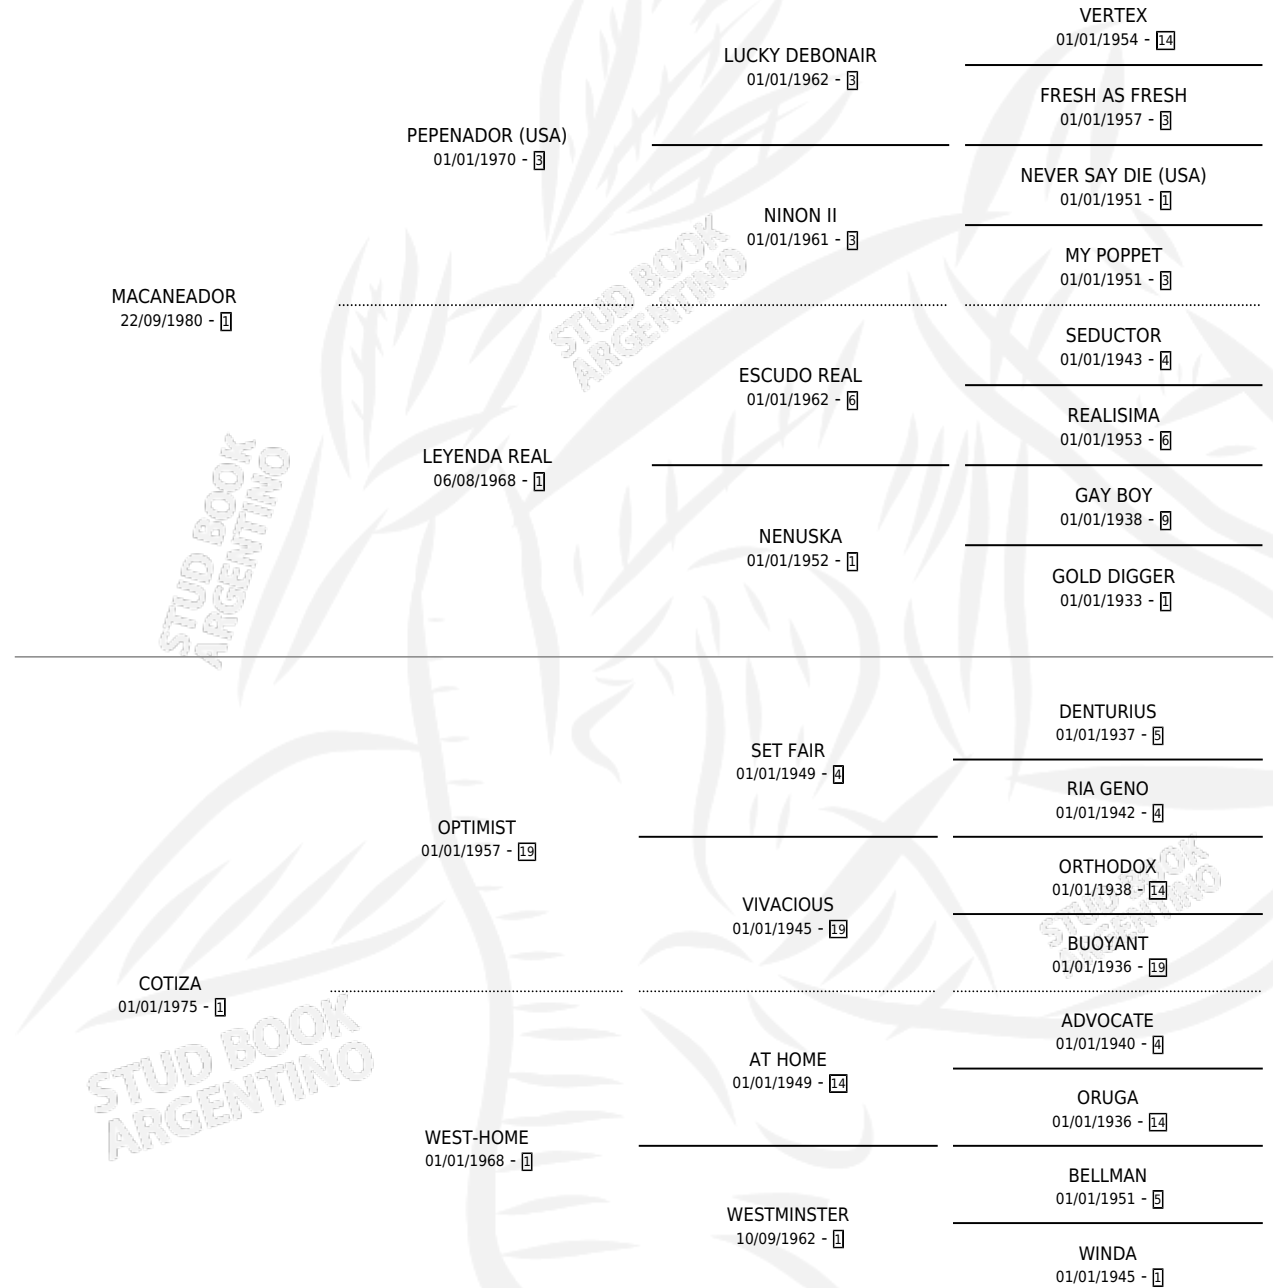 VERTEX
01/01/1954 - 14
LUCKY DEBONAIR
01/01/1962 - 3
FRESH AS FRESH
01/01/1957 - 3
PEPENADOR (USA)
01/01/1970 - 3
NEVER SAY DIE (USA)
01/01/1951 - 1
NINON II
01/01/1961 - 3
MY POPPET
01/01/1951 - 3
MACANEADOR
22/09/1980 - 1
SEDUCTOR
01/01/1943 - 4
ESCUDO REAL
01/01/1962 - 6
REALISIMA
01/01/1953 - 6
LEYENDA REAL
06/08/1968 - 1
GAY BOY
01/01/1938 - 9
NENUSKA
01/01/1952 - 1
GOLD DIGGER
01/01/1933 - 1
DENTURIUS
01/01/1937 - 5
SET FAIR
01/01/1949 - 4
RIA GENO
01/01/1942 - 4
OPTIMIST
01/01/1957 - 19
ORTHODOX
01/01/1938 - 14
VIVACIOUS
01/01/1945 - 19
BUOYANT
01/01/1936 - 19
COTIZA
01/01/1975 - 1
ADVOCATE
01/01/1940 - 4
AT HOME
01/01/1949 - 14
ORUGA
01/01/1936 - 14
WEST-HOME
01/01/1968 - 1
BELLMAN
01/01/1951 - 5
WESTMINSTER
10/09/1962 - 1
WINDA
01/01/1945 - 1
STUD BOOK
ARGENTINO
STUD BOOK
ARGENTINO
STUD BOOK
ARGENTINO
STUD BOOK
ARGENTINO